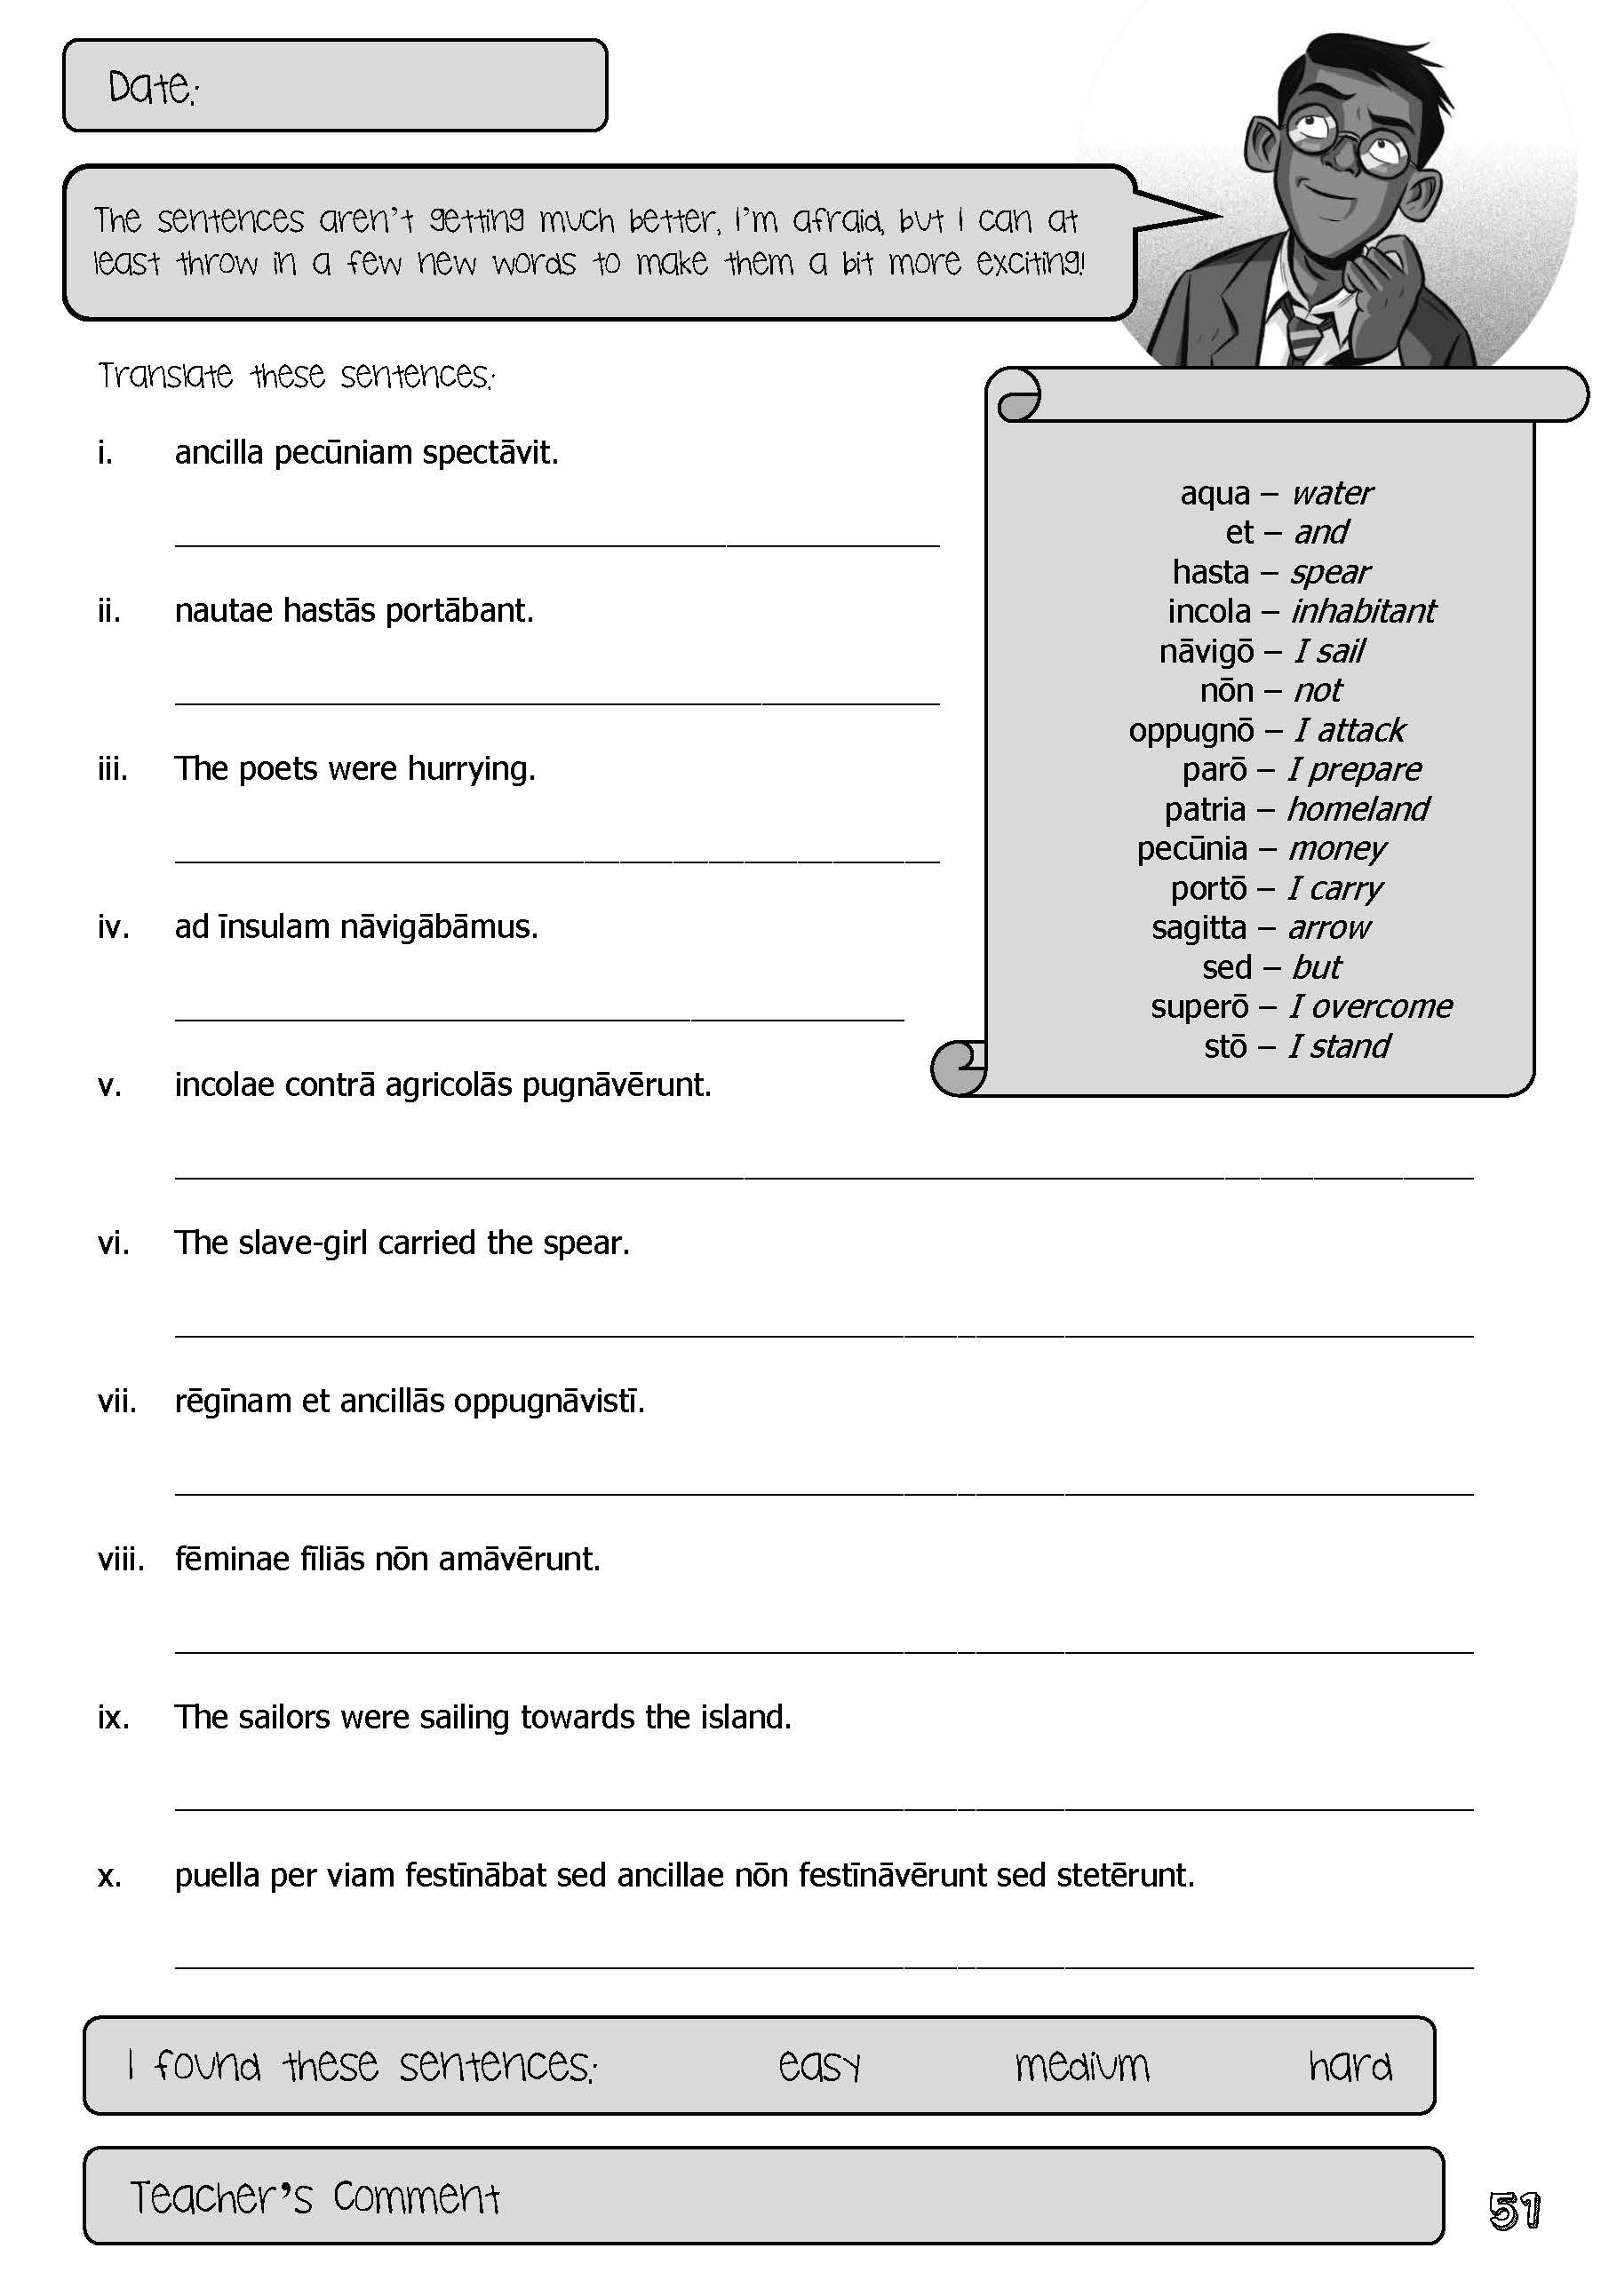 Date:
The sentences aren't getting much better, I'm afraid, but I can at
least throw in a few new words to make them a bit more exciting!
Translate these sentences:
i. ancilla pecūniam spectāvit.
ii. nautae hastās portābant.
iii. The poets were hurrying.
iv. ad īnsulam nāvigābāmus.
aqua – water
et – and
hasta – spear
incola – inhabitant
nāvigō – I sail
nōn – not
oppugnō – I attack
parō – I prepare
patria – homeland
pecūnia – money
portō – I carry
sagitta – arrow
sed – but
superō – I overcome
stō – I stand
v. incolae contrā agricolās pugnāvērunt.
vi. The slave-girl carried the spear.
vii. rēgīnam et ancillās oppugnāvistī.
viii. fēminae fīliās nōn amāvērunt.
ix. The sailors were sailing towards the island.
x. puella per viam festīnābat sed ancillae nōn festīnāvērunt sed stetērunt.
I found these sentences: easy medium hard
Teacher's Comment
51